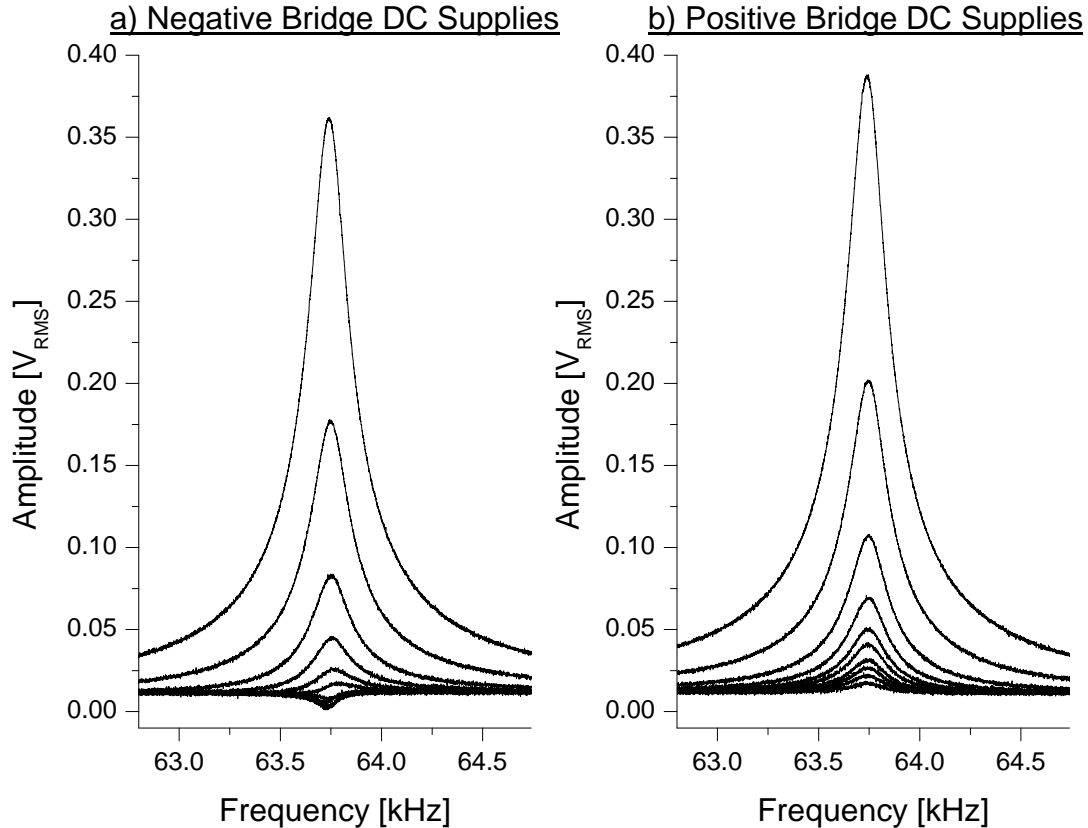 a) Negative Bridge DC Supplies
0.40
0.35
0.30
0.25
0.20
0.15
0.10
0.05
0.00
Amplitude [V_RMS]
63.0 63.5 64.0 64.5
Frequency [kHz]
b) Positive Bridge DC Supplies
0.40
0.35
0.30
0.25
0.20
0.15
0.10
0.05
0.00
Amplitude [V_RMS]
63.0 63.5 64.0 64.5
Frequency [kHz]